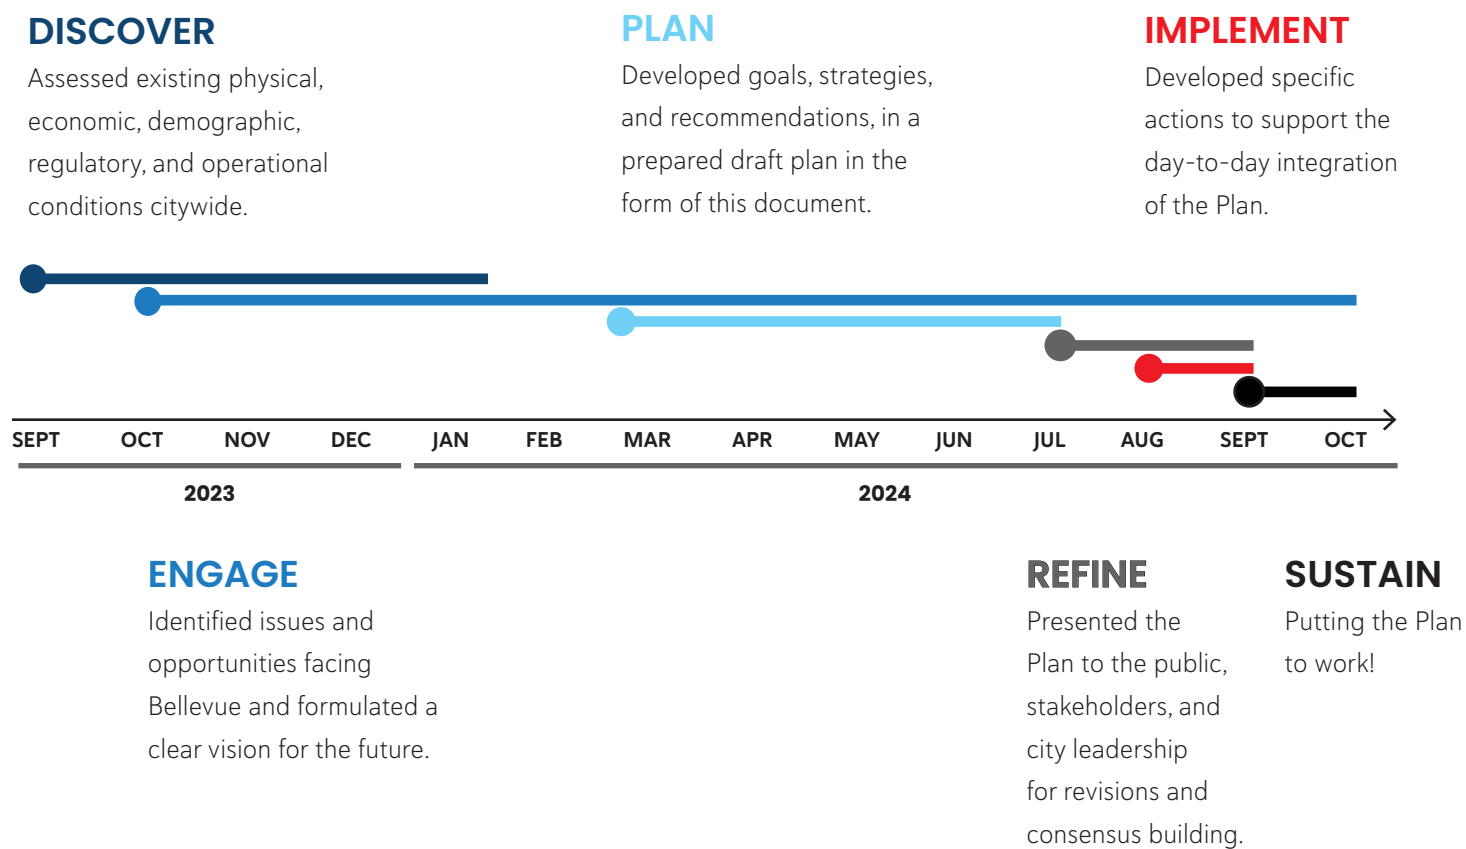 DISCOVER
Assessed existing physical,
economic, demographic,
regulatory, and operational
conditions citywide.
PLAN
Developed goals, strategies,
and recommendations, in a
prepared draft plan in the
form of this document.
IMPLEMENT
Developed specific
actions to support the
day-to-day integration
of the Plan.
SEPT OCT NOV DEC JAN FEB MAR APR MAY JUN JUL AUG SEPT OCT
2023 2024
ENGAGE
Identified issues and
opportunities facing
Bellevue and formulated a
clear vision for the future.
REFINE
Presented the
Plan to the public,
stakeholders, and
city leadership
for revisions and
consensus building.
SUSTAIN
Putting the Plan
to work!